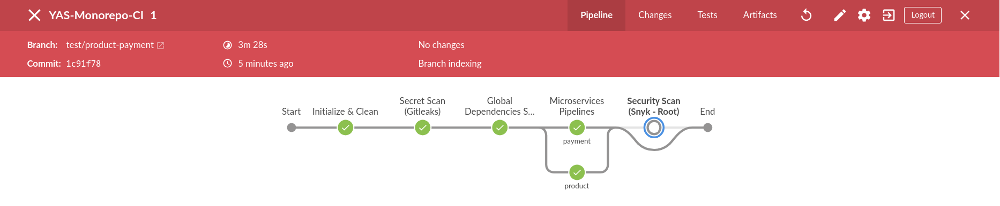 YAS-Monorepo-CI 1
Pipeline Changes Tests Artifacts Logout
Branch: test/product-payment 3m 28s No changes
Commit: 1c91f78 5 minutes ago Branch indexing
Start
Initialize & Clean
Secret Scan
(Gitleaks)
Global
Dependencies S...
Microservices
Pipelines
Security Scan
(Snyk - Root)
End
payment
product